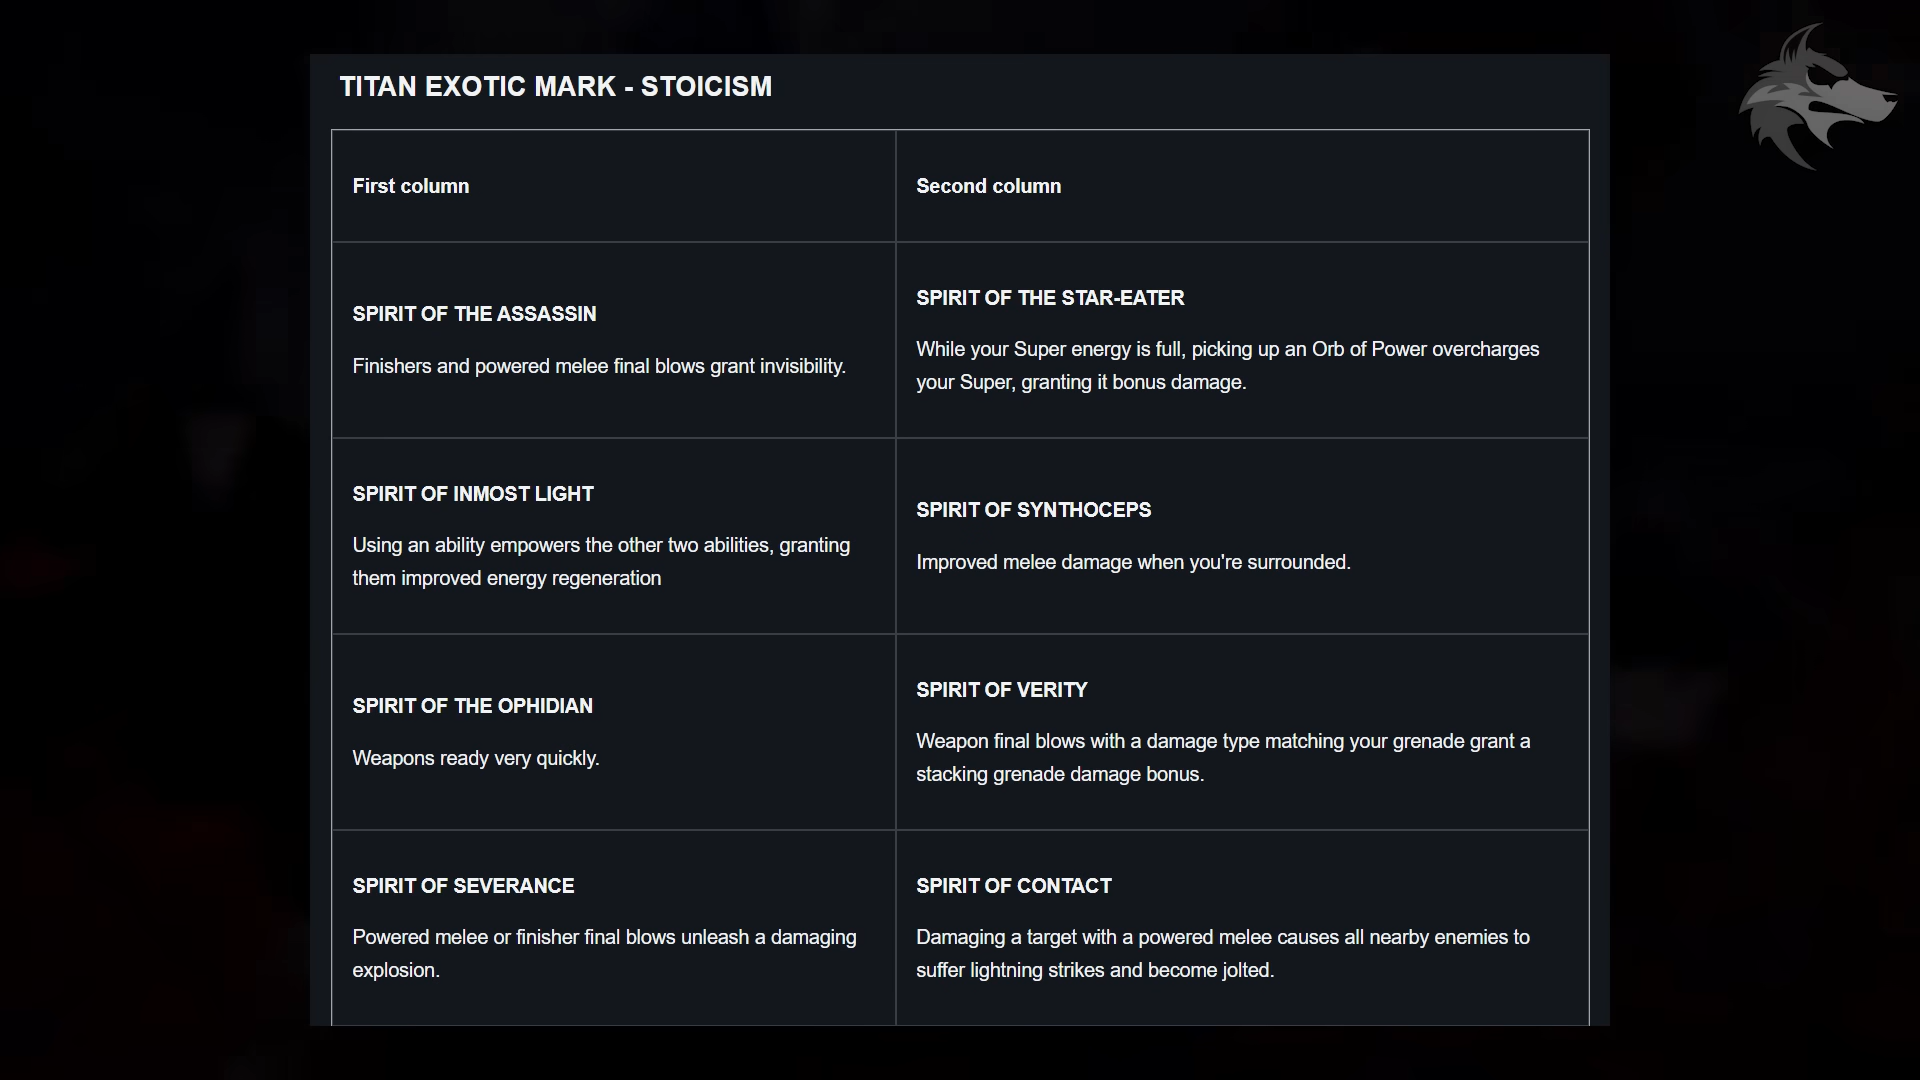 TITAN EXOTIC MARK - STOICISM
First column
Second column
SPIRIT OF THE ASSASSIN
Finishers and powered melee final blows grant invisibility.
SPIRIT OF THE STAR-EATER
While your Super energy is full, picking up an Orb of Power overcharges
your Super, granting it bonus damage.
SPIRIT OF INMOST LIGHT
Using an ability empowers the other two abilities, granting
them improved energy regeneration
SPIRIT OF SYNTHOCEPS
Improved melee damage when you're surrounded.
SPIRIT OF THE OPHIDIAN
Weapons ready very quickly.
SPIRIT OF VERITY
Weapon final blows with a damage type matching your grenade grant a
stacking grenade damage bonus.
SPIRIT OF SEVERANCE
Powered melee or finisher final blows unleash a damaging
explosion.
SPIRIT OF CONTACT
Damaging a target with a powered melee causes all nearby enemies to
suffer lightning strikes and become jolted.